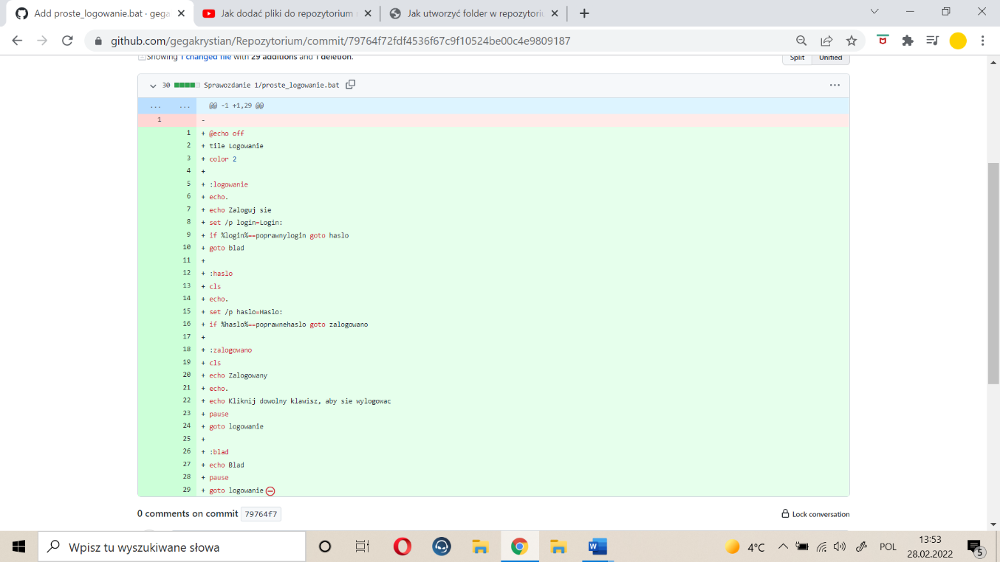 Add proste_logowanie.bat · gega
Jak dodać pliki do repozytorium
Jak utworzyć folder w repozytori
github.com/gegakrystian/Repozytorium/commit/79764f72fdf4536f67c9f10524be00c4e9809187
Showing 1 changed file with 29 additions and 1 deletion.
Split Unified
30 Sprawozdanie 1/proste_logowanie.bat
... ... @@ -1 +1,29 @@
1 -
1 + @echo off
2 + tile Logowanie
3 + color 2
4 +
5 + :logowanie
6 + echo.
7 + echo Zaloguj sie
8 + set /p login=Login:
9 + if %login%==poprawnylogin goto haslo
10 + goto blad
11 +
12 + :haslo
13 + cls
14 + echo.
15 + set /p haslo=Haslo:
16 + if %haslo%==poprawnehaslo goto zalogowano
17 +
18 + :zalogowano
19 + cls
20 + echo Zalogowany
21 + echo.
22 + echo Kliknij dowolny klawisz, aby sie wylogowac
23 + pause
24 + goto logowanie
25 +
26 + :blad
27 + echo Blad
28 + pause
29 + goto logowanie
0 comments on commit 79764f7
Lock conversation
Wpisz tu wyszukiwane słowa
4°C
POL
13:53
28.02.2022
5